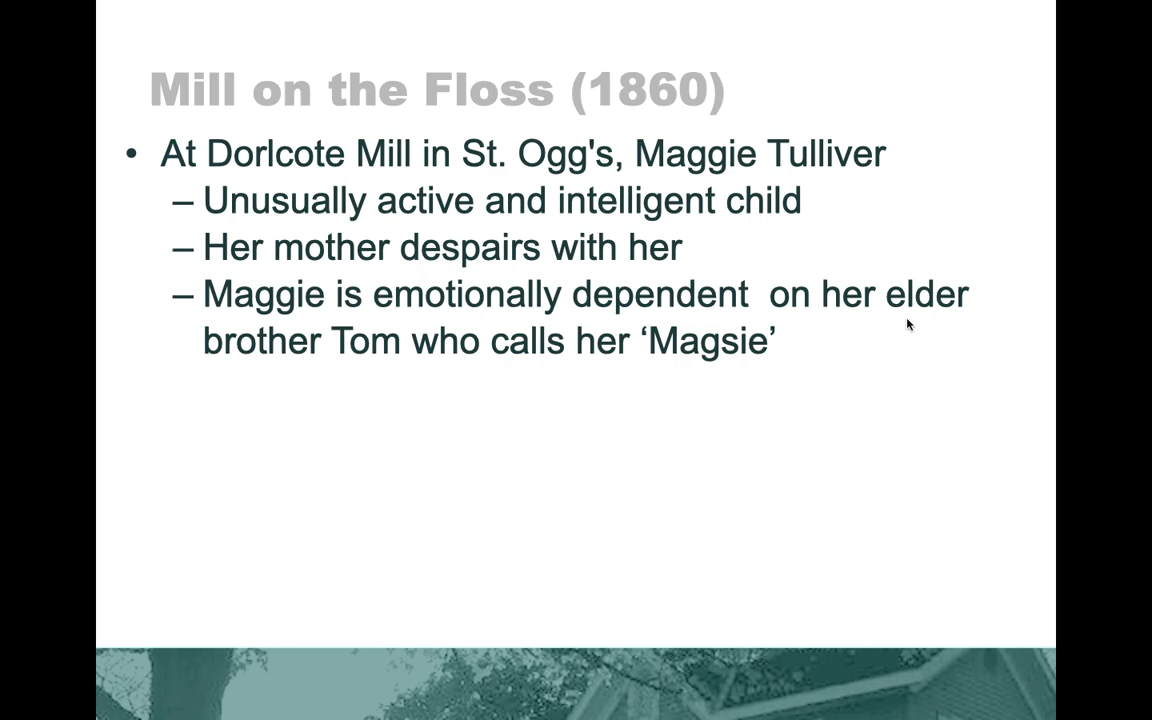 Mill on the Floss (1860)
• At Dorlcote Mill in St. Ogg's, Maggie Tulliver
– Unusually active and intelligent child
– Her mother despairs with her
– Maggie is emotionally dependent  on her elder
brother Tom who calls her ‘Magsie’